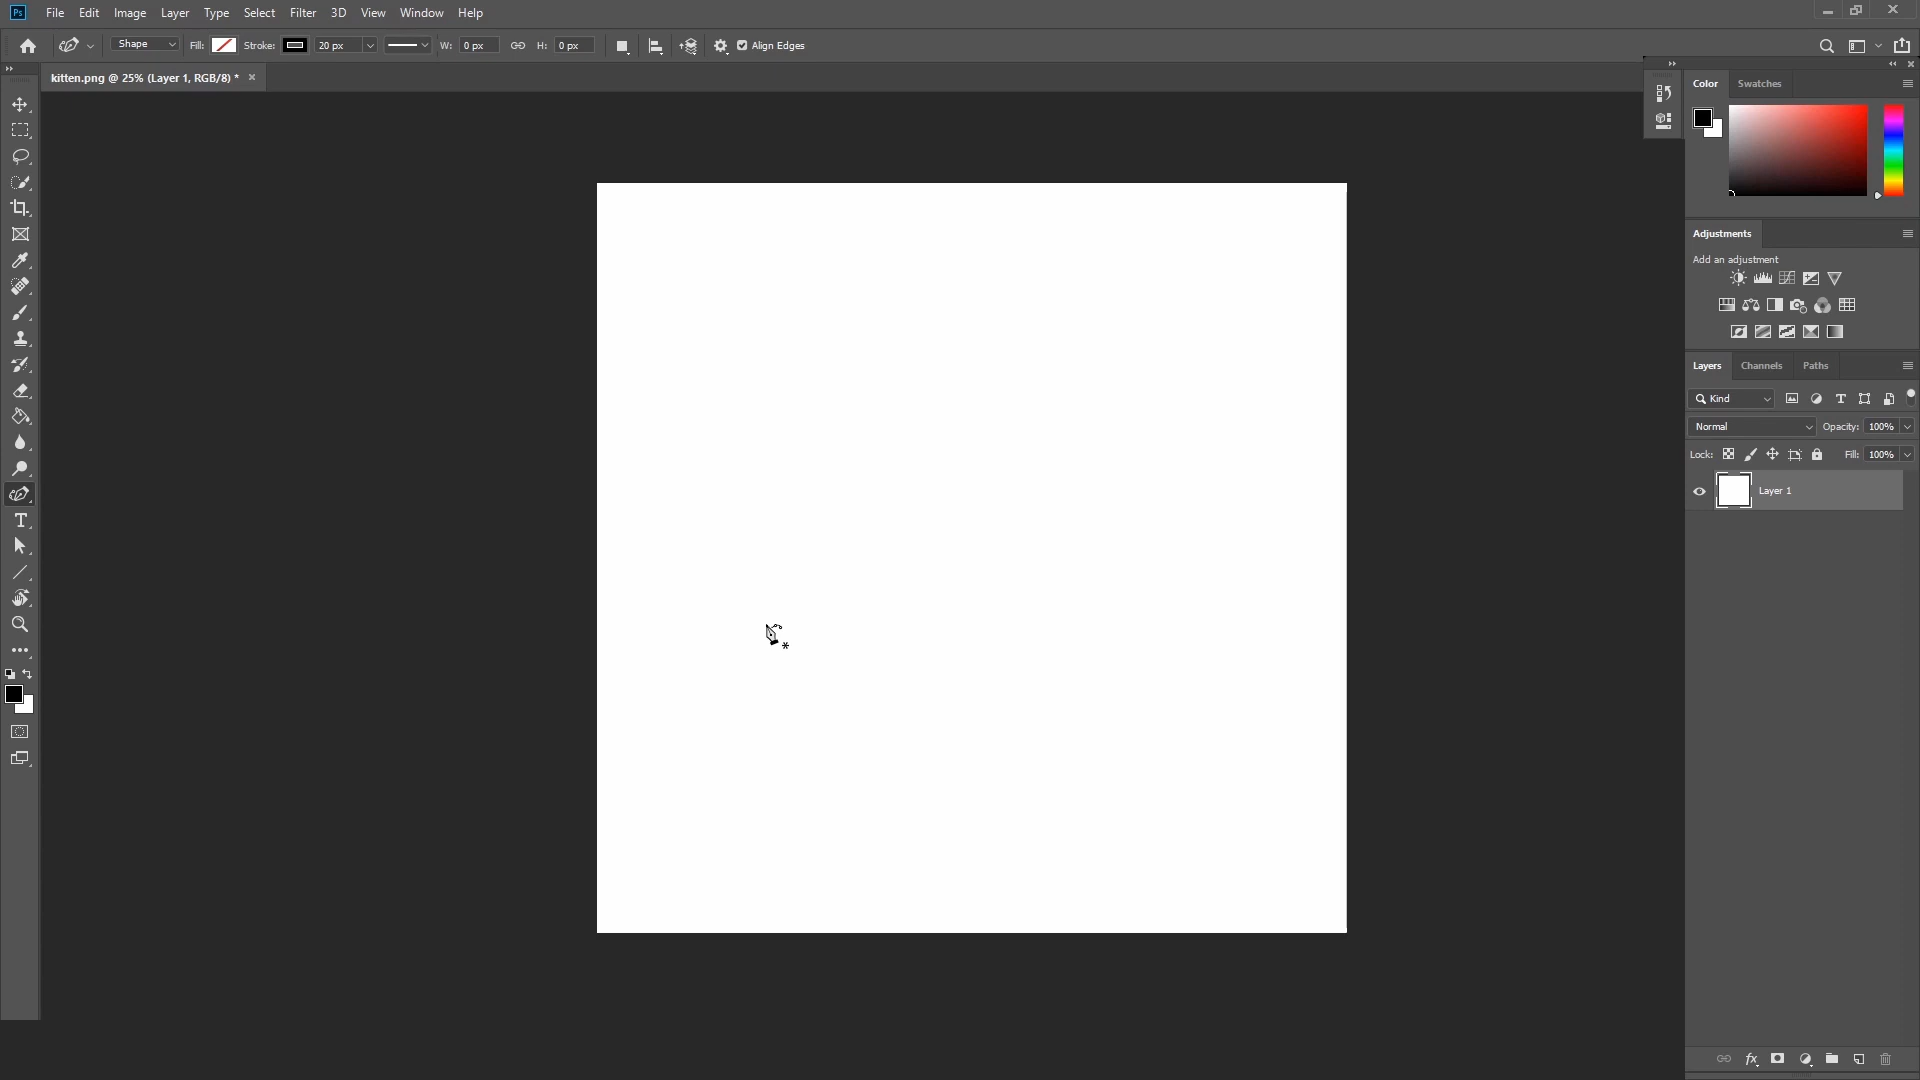 Ps File Edit Image Layer Type Select Filter 3D View Window Help
Shape Fill: Stroke: 20 px W: 0 px H: 0 px Align Edges
kitten.png @ 25% (Layer 1, RGB/8) *
Color Swatches
Adjustments
Add an adjustment
Layers Channels Paths
Kind
Normal Opacity: 100%
Lock: Fill: 100%
Layer 1
fx